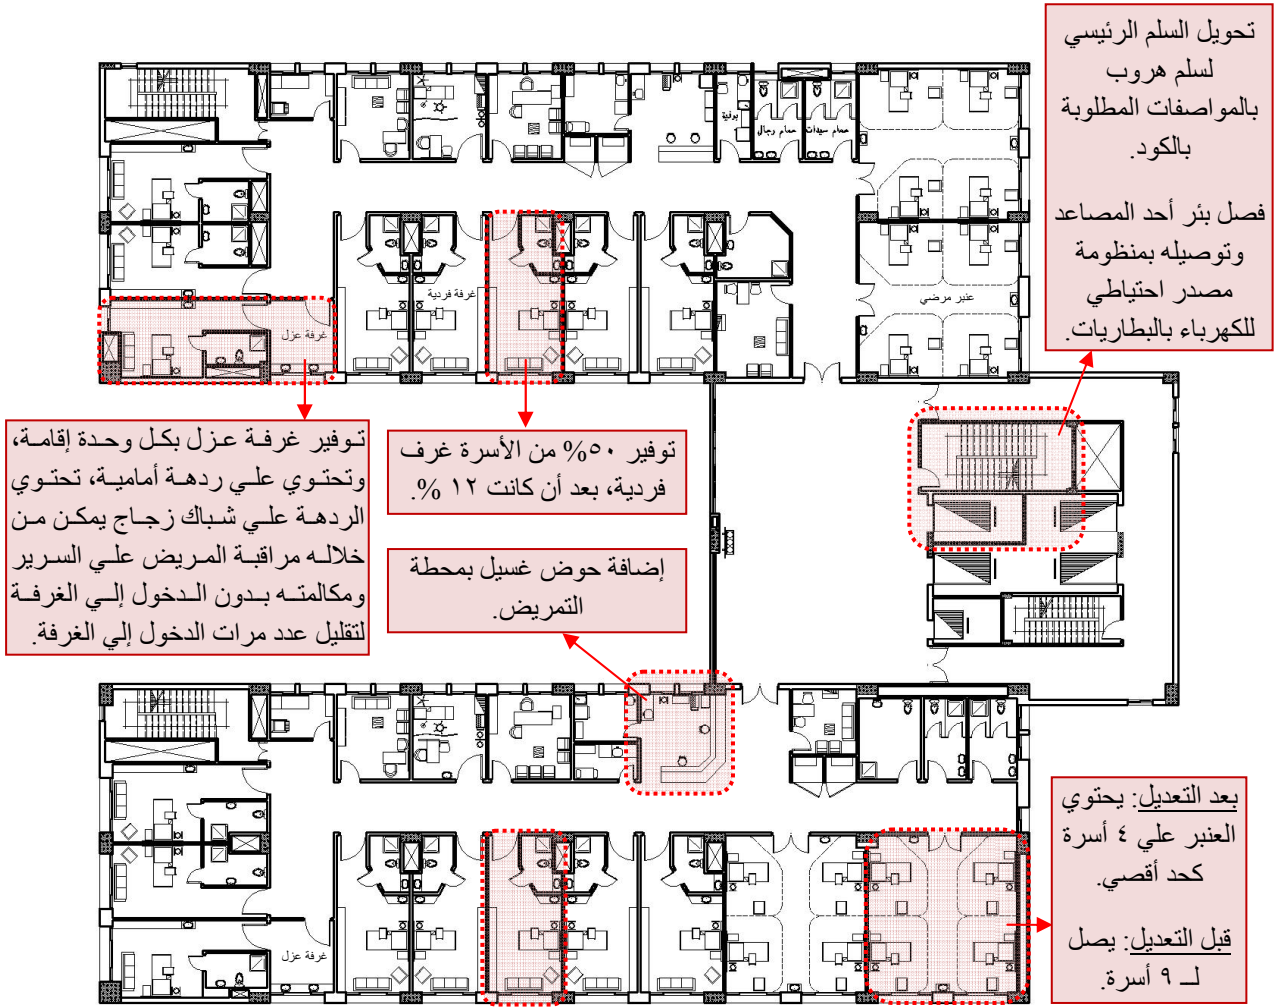 تحويل السلم الرئيسي
لسلم هروب
بالمواصفات المطلوبة
بالكود.
فصل بئر أحد المصاعد
وتوصيله بمنظومة
مصدر احتياطي
للكهرباء بالبطاريات.
بوفية
حمام رجال
حمام سيدات
غرفة فردية
عنبر مرضي
غرفة عزل
توفير غرفة عزل بكل وحدة إقامة،
وتحتوي علي ردهة أمامية، تحتوي
الردهة علي شباك زجاج يمكن من
خلاله مراقبة المريض علي السرير
ومكالمته بدون الدخول إلي الغرفة
لتقليل عدد مرات الدخول إلي الغرفة.
توفير ٥٠% من الأسرة غرف
فردية، بعد أن كانت ١٢ %.
إضافة حوض غسيل بمحطة
التمريض.
بعد التعديل: يحتوي
العنبر علي ٤ أسرة
كحد أقصي.
قبل التعديل: يصل
لـ ٩ أسرة.
غرفة عزل